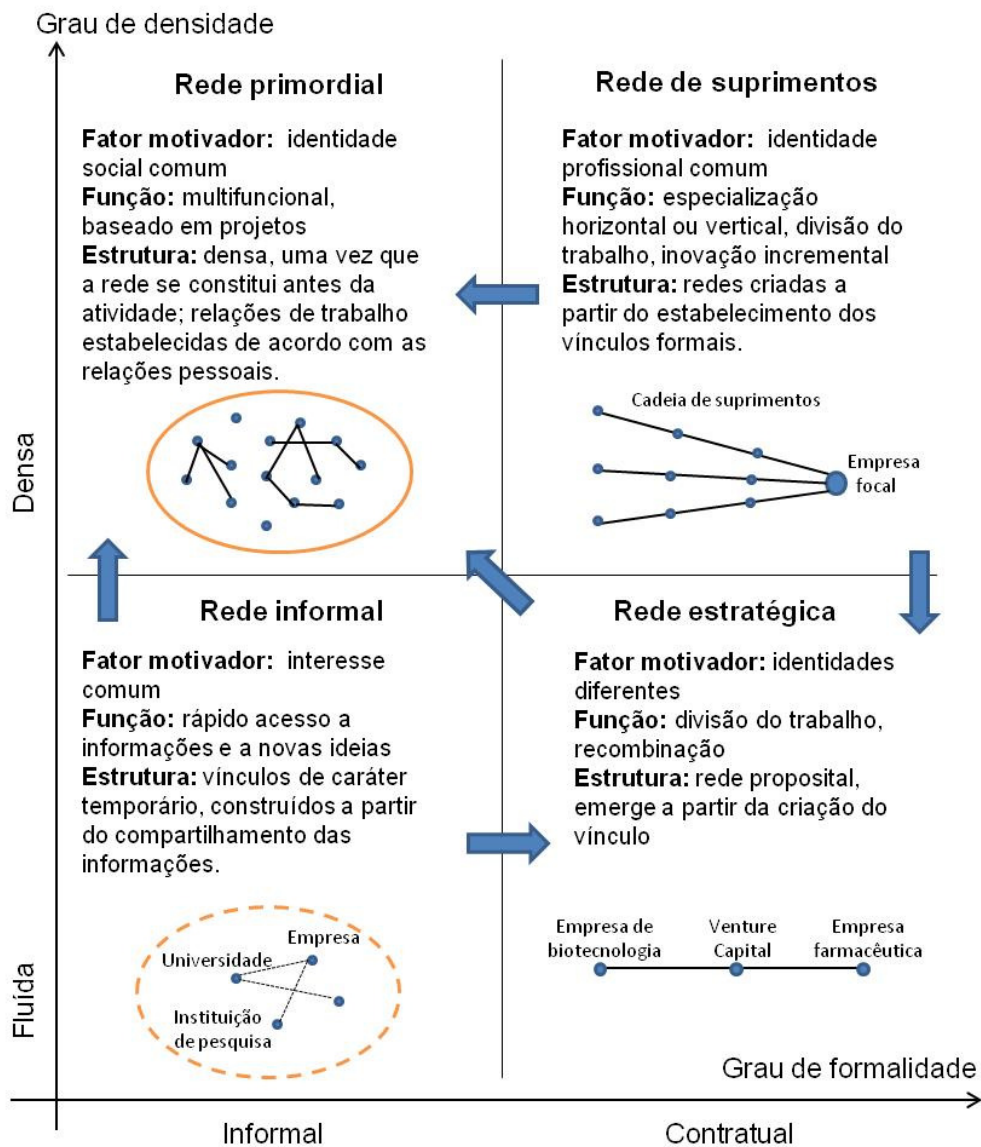 Grau de densidade
Rede primordial
Fator motivador: identidade
social comum
Função: multifuncional,
baseado em projetos
Estrutura: densa, uma vez que
a rede se constitui antes da
atividade; relações de trabalho
estabelecidas de acordo com as
relações pessoais.
Rede de suprimentos
Fator motivador: identidade
profissional comum
Função: especialização
horizontal ou vertical, divisão do
trabalho, inovação incremental
Estrutura: redes criadas a
partir do estabelecimento dos
vínculos formais.
Cadeia de suprimentos
Empresa
focal
Densa
Rede informal
Fator motivador: interesse
comum
Função: rápido acesso a
informações e a novas ideias
Estrutura: vínculos de caráter
temporário, construídos a partir
do compartilhamento das
informações.
Empresa
Universidade
Instituição
de pesquisa
Rede estratégica
Fator motivador: identidades
diferentes
Função: divisão do trabalho,
recombinação
Estrutura: rede proposital,
emerge a partir da criação do
vínculo
Empresa de
biotecnologia
Venture
Capital
Empresa
farmacêutica
Fluída
Grau de formalidade
Informal
Contratual